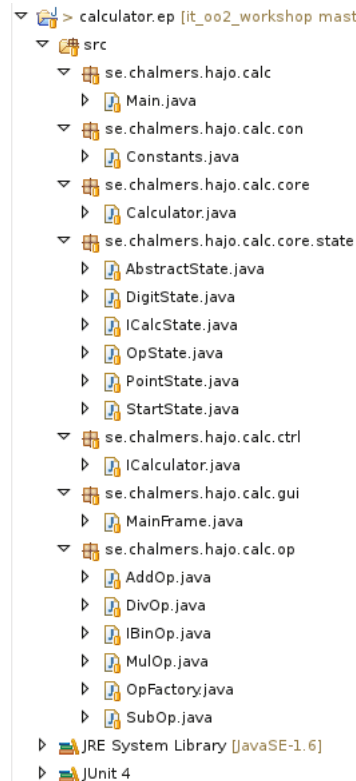 > calculator.ep [it_oo2_workshop mast
src
se.chalmers.hajo.calc
Main.java
se.chalmers.hajo.calc.con
Constants.java
se.chalmers.hajo.calc.core
Calculator.java
se.chalmers.hajo.calc.core.state
AbstractState.java
DigitState.java
ICalcState.java
OpState.java
PointState.java
StartState.java
se.chalmers.hajo.calc.ctrl
ICalculator.java
se.chalmers.hajo.calc.gui
MainFrame.java
se.chalmers.hajo.calc.op
AddOp.java
DivOp.java
IBinOp.java
MulOp.java
OpFactory.java
SubOp.java
JRE System Library [JavaSE-1.6]
JUnit 4